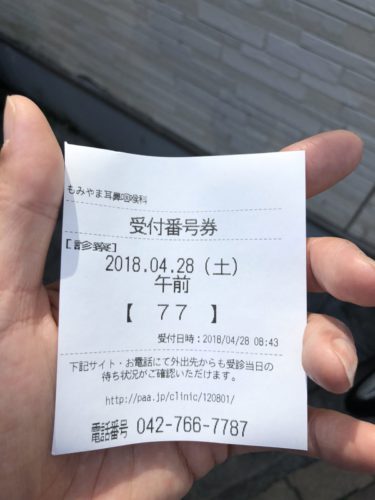 もみやま耳鼻咽喉科
受付番号券
2018.04.28（土）
午前
【 77 】
受付日時：2018/04/28 08:43
下記サイト・お電話にて外出先からも受診当日の
待ち状況がご確認いただけます。
http://paa.jp/clinic/120801/
電話番号 042-766-7787